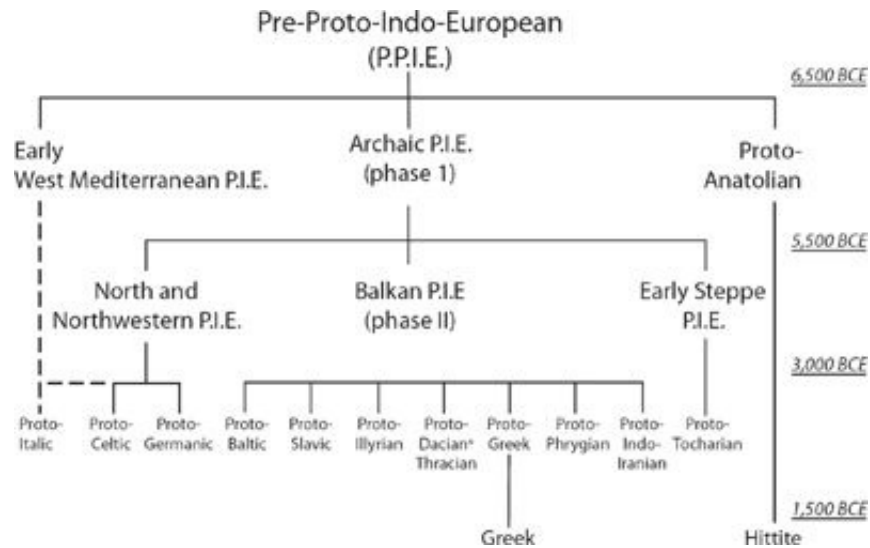 Pre-Proto-Indo-European
(P.P.I.E.)
6,500 BCE
Early
West Mediterranean P.I.E.
Archaic P.I.E.
(phase 1)
Proto-
Anatolian
5,500 BCE
North and
Northwestern P.I.E.
Balkan P.I.E
(phase II)
Early Steppe
P.I.E.
3,000 BCE
Proto-
Italic
Proto-
Celtic
Proto-
Germanic
Proto-
Baltic
Proto-
Slavic
Proto-
Illyrian
Proto-
Dacian*
Thracian
Proto-
Greek
Proto-
Phrygian
Proto-
Indo-
Iranian
Proto-
Tocharian
1,500 BCE
Greek
Hittite